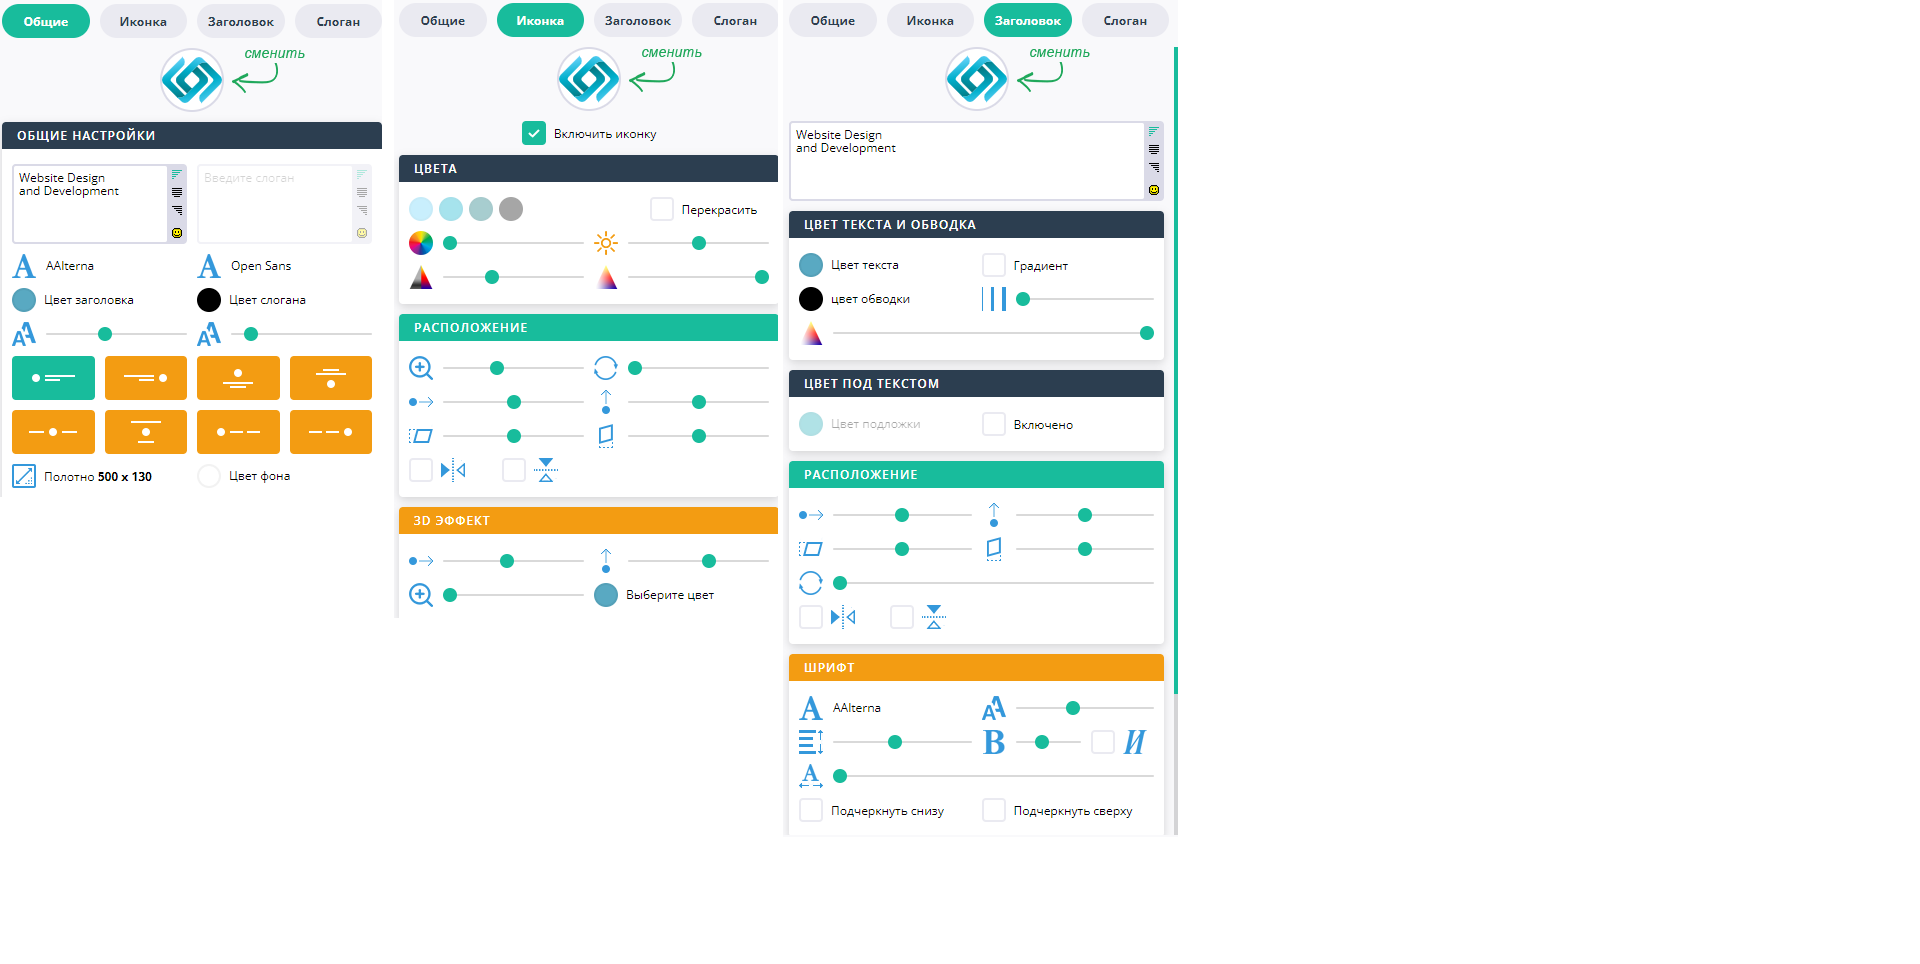 Общие
Иконка
Заголовок
Слоган
сменить
ОБЩИЕ НАСТРОЙКИ
Website Design
and Development
Введите слоган
AAlterna
Open Sans
Цвет заголовка
Цвет слогана
Полотно 500 x 130
Цвет фона
Общие
Иконка
Заголовок
Слоган
сменить
Включить иконку
ЦВЕТА
Перекрасить
РАСПОЛОЖЕНИЕ
3D ЭФФЕКТ
Выберите цвет
Общие
Иконка
Заголовок
Слоган
сменить
Website Design
and Development
ЦВЕТ ТЕКСТА И ОБВОДКА
Цвет текста
Градиент
цвет обводки
ЦВЕТ ПОД ТЕКСТОМ
Цвет подложки
Включено
РАСПОЛОЖЕНИЕ
ШРИФТ
AAlterna
B
И
Подчеркнуть снизу
Подчеркнуть сверху